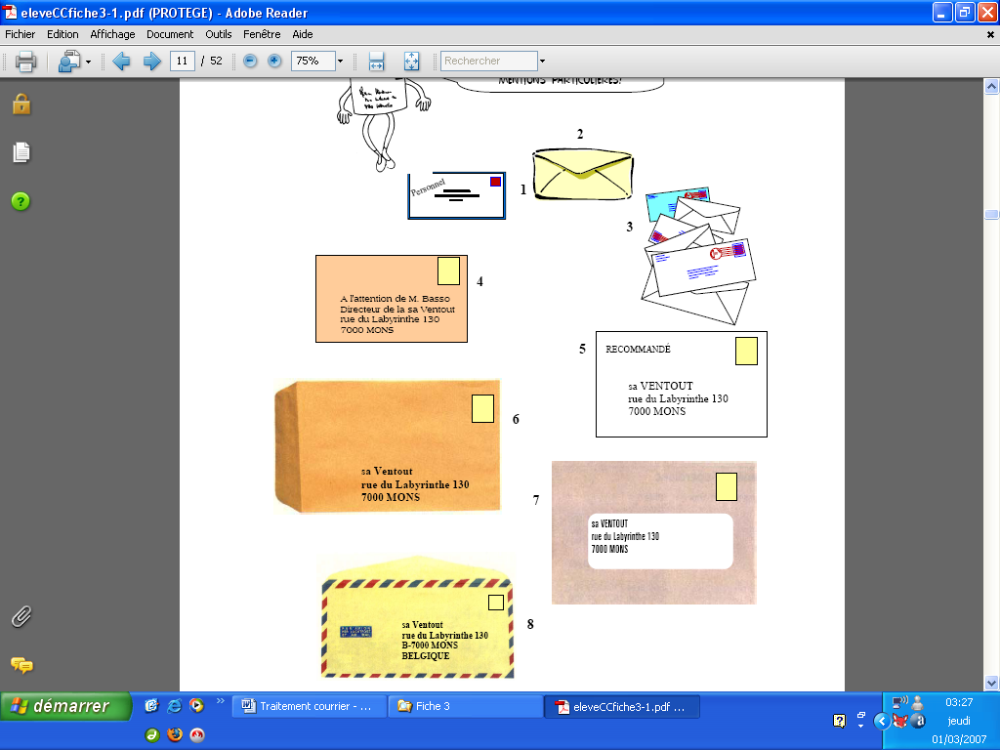 eleveCCfiche3-1.pdf (PROTEGE) - Adobe Reader
Fichier Edition Affichage Document Outils Fenêtre Aide
11 / 52 75% Rechercher
MENTIONS PARTICULIÈRES!
2
Personnel
1
3
4
A l'attention de M. Basso
Directeur de la sa Ventout
rue du Labyrinthe 130
7000 MONS
5
RECOMMANDÉ
sa VENTOUT
rue du Labyrinthe 130
7000 MONS
6
sa Ventout
rue du Labyrinthe 130
7000 MONS
7
sa VENTOUT
rue du Labyrinthe 130
7000 MONS
8
sa Ventout
rue du Labyrinthe 130
B-7000 MONS
BELGIQUE
démarrer
Traitement courrier - ...
Fiche 3
eleveCCfiche3-1.pdf ...
03:27
jeudi
01/03/2007